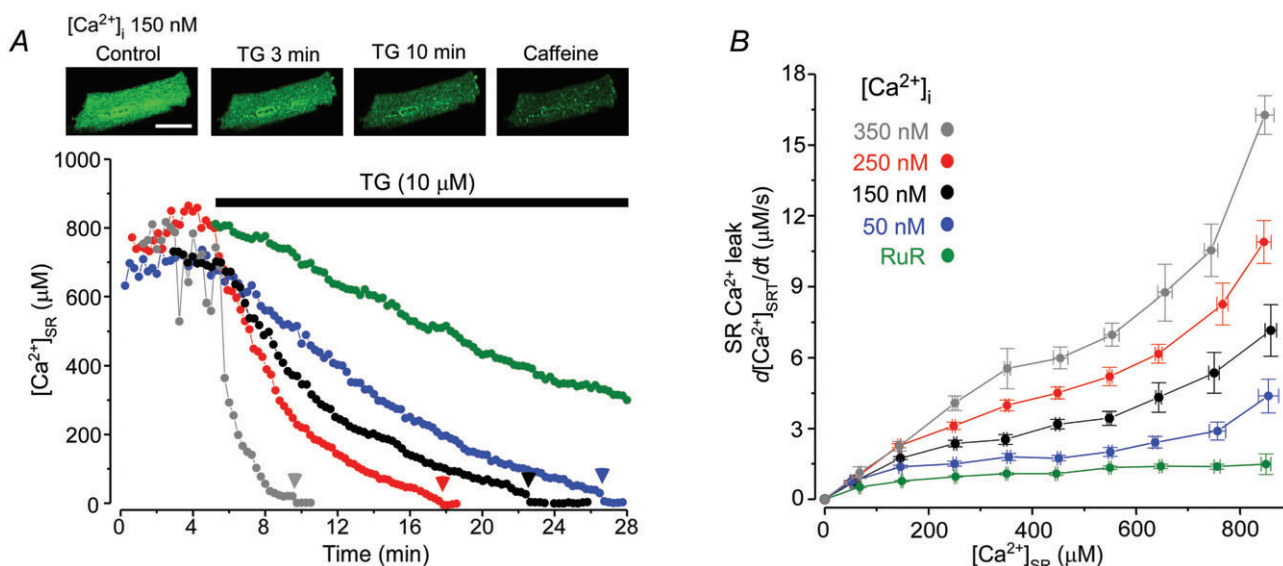 A
[Ca²⁺]i 150 nM
Control TG 3 min TG 10 min Caffeine
TG (10 μM)
[Ca²⁺]SR (μM)
1000
800
600
400
200
0
0 4 8 12 16 20 24 28
Time (min)
B
SR Ca²⁺ leak
d[Ca²⁺]SRT/dt (μM/s)
18
15
12
9
6
3
0
[Ca²⁺]i
350 nM
250 nM
150 nM
50 nM
RuR
0 200 400 600 800
[Ca²⁺]SR (μM)